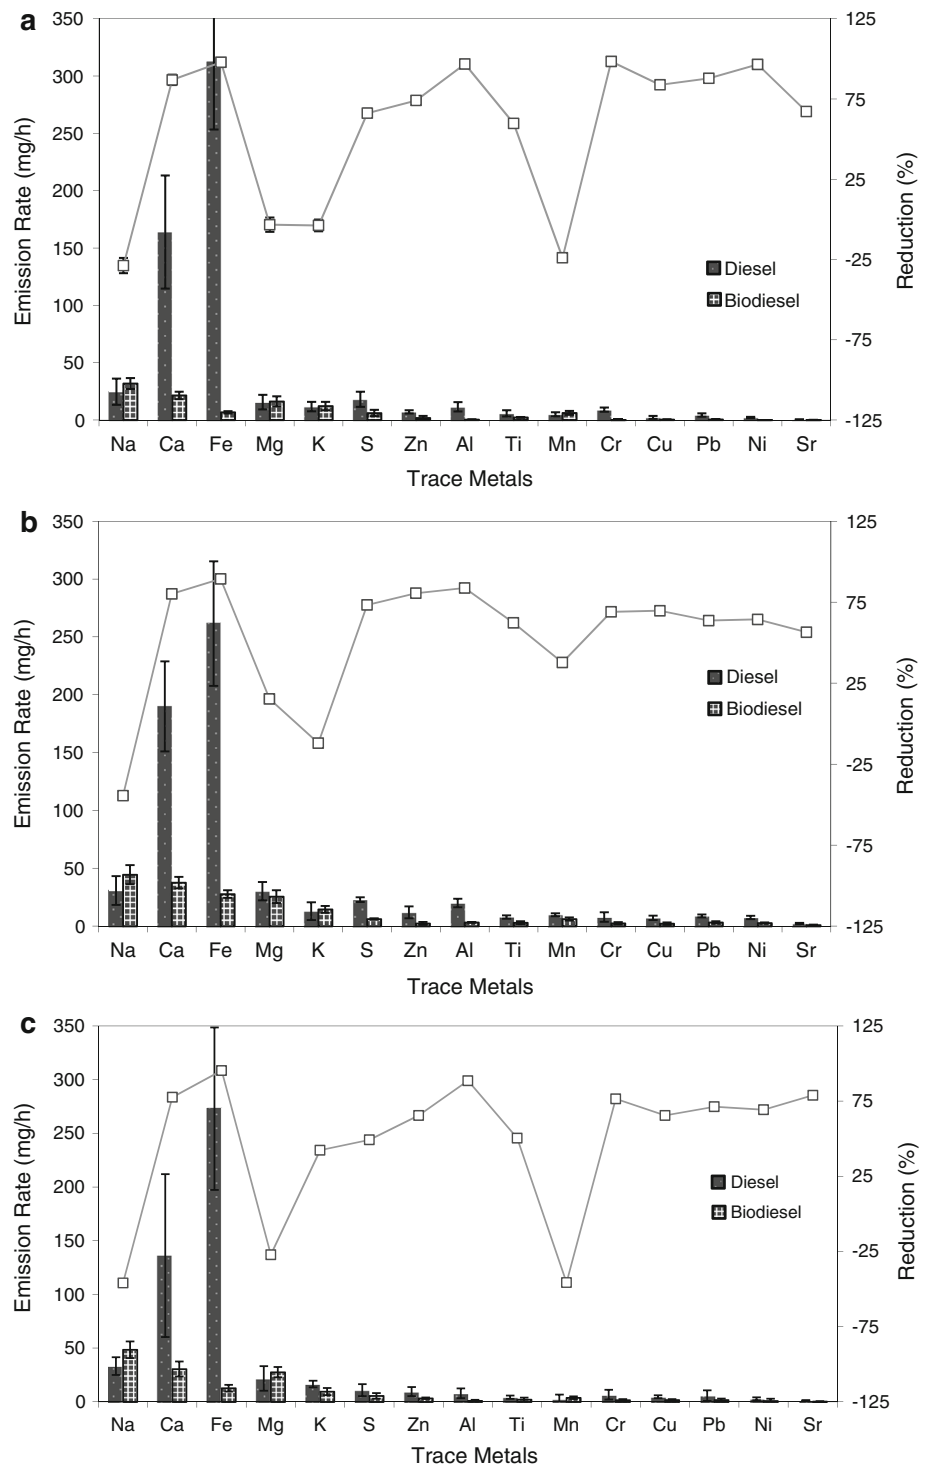 a
350
300
250
200
150
100
50
0
Emission Rate (mg/h)
125
75
25
-25
-75
-125
Reduction (%)
Diesel
Biodiesel
Na Ca Fe Mg K S Zn Al Ti Mn Cr Cu Pb Ni Sr
Trace Metals
b
350
300
250
200
150
100
50
0
Emission Rate (mg/h)
125
75
25
-25
-75
-125
Reduction (%)
Diesel
Biodiesel
Na Ca Fe Mg K S Zn Al Ti Mn Cr Cu Pb Ni Sr
Trace Metals
c
350
300
250
200
150
100
50
0
Emission Rate (mg/h)
125
75
25
-25
-75
-125
Reduction (%)
Diesel
Biodiesel
Na Ca Fe Mg K S Zn Al Ti Mn Cr Cu Pb Ni Sr
Trace Metals